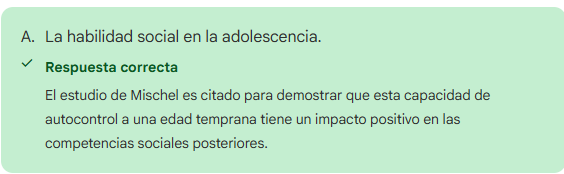 A. La habilidad social en la adolescencia.
Respuesta correcta
El estudio de Mischel es citado para demostrar que esta capacidad de
autocontrol a una edad temprana tiene un impacto positivo en las
competencias sociales posteriores.